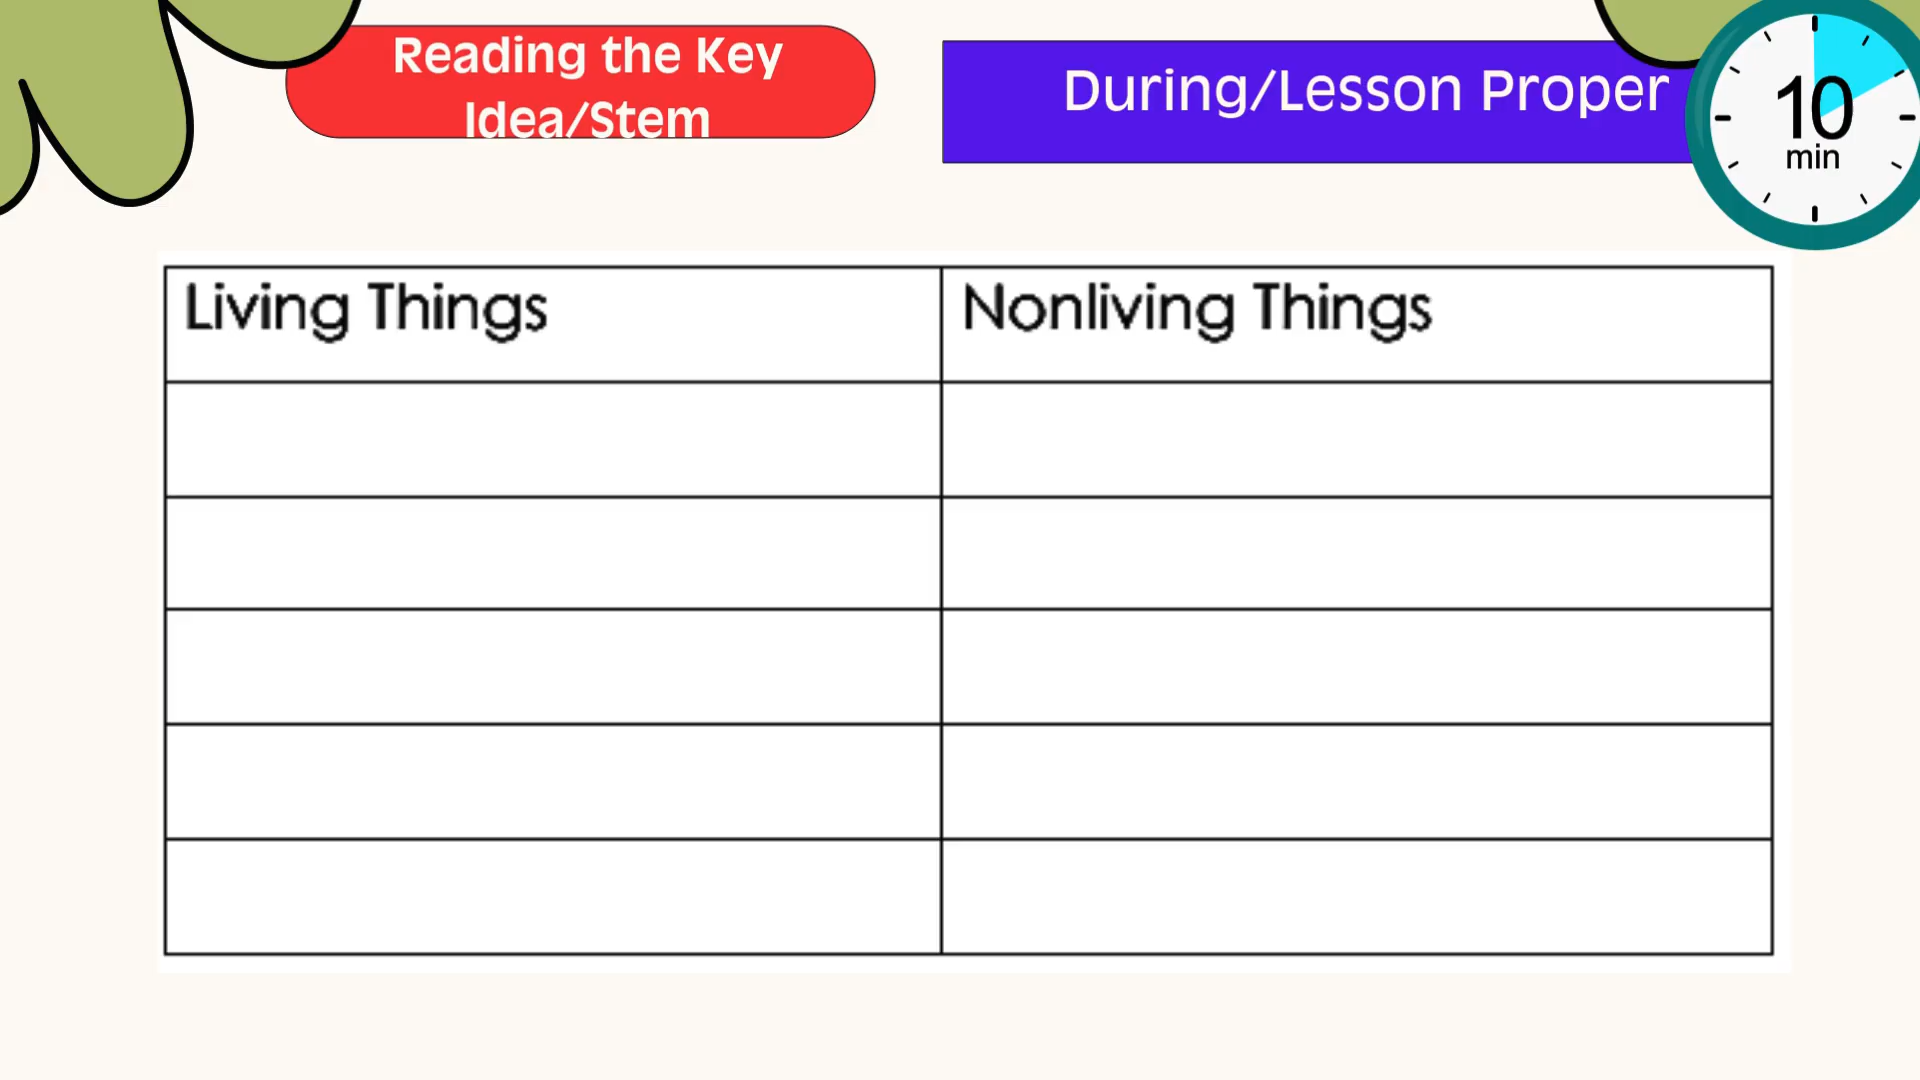 Reading the Key
Idea/Stem
During/Lesson Proper
10
min
Living Things
Nonliving Things